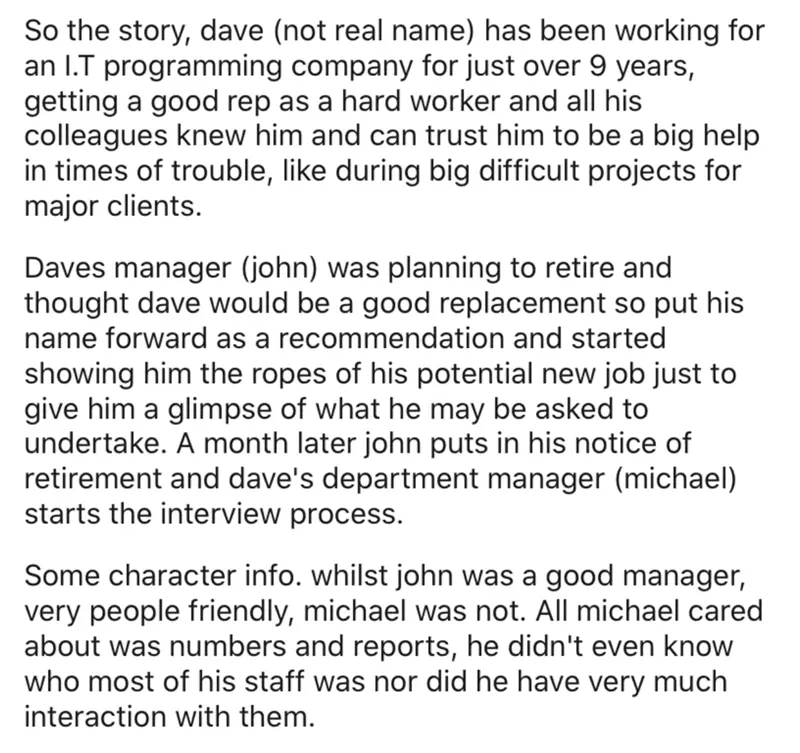 So the story, dave (not real name) has been working for
an I.T programming company for just over 9 years,
getting a good rep as a hard worker and all his
colleagues knew him and can trust him to be a big help
in times of trouble, like during big difficult projects for
major clients.
Daves manager (john) was planning to retire and
thought dave would be a good replacement so put his
name forward as a recommendation and started
showing him the ropes of his potential new job just to
give him a glimpse of what he may be asked to
undertake. A month later john puts in his notice of
retirement and dave's department manager (michael)
starts the interview process.
Some character info. whilst john was a good manager,
very people friendly, michael was not. All michael cared
about was numbers and reports, he didn't even know
who most of his staff was nor did he have very much
interaction with them.